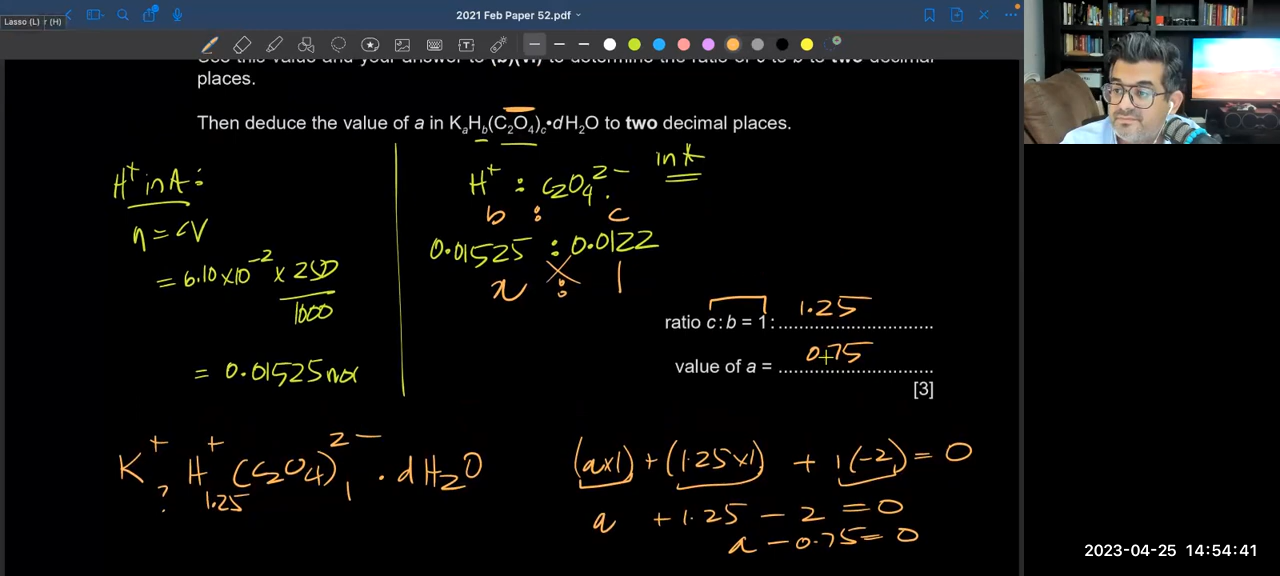 Lasso (L)
r (H)
2021 Feb Paper 52.pdf
places.
Then deduce the value of a in KₐH_b(C₂O₄)_c•dH₂O to two decimal places.
H⁺ in A:
n = CV
= 6.10×10⁻² × 250/1000
= 0.01525 mol
in A
H⁺ : C₂O₄²⁻
b : c
0.01525 : 0.0122
x : 1
ratio c : b = 1 : 1.25
value of a = 0.75
[3]
K⁺? H⁺1.25 (C₂O₄)²⁻1 . dH₂O
(a×1) + (1.25×1) + 1(-2) = 0
a + 1.25 - 2 = 0
a - 0.75 = 0
2023-04-25 14:54:41